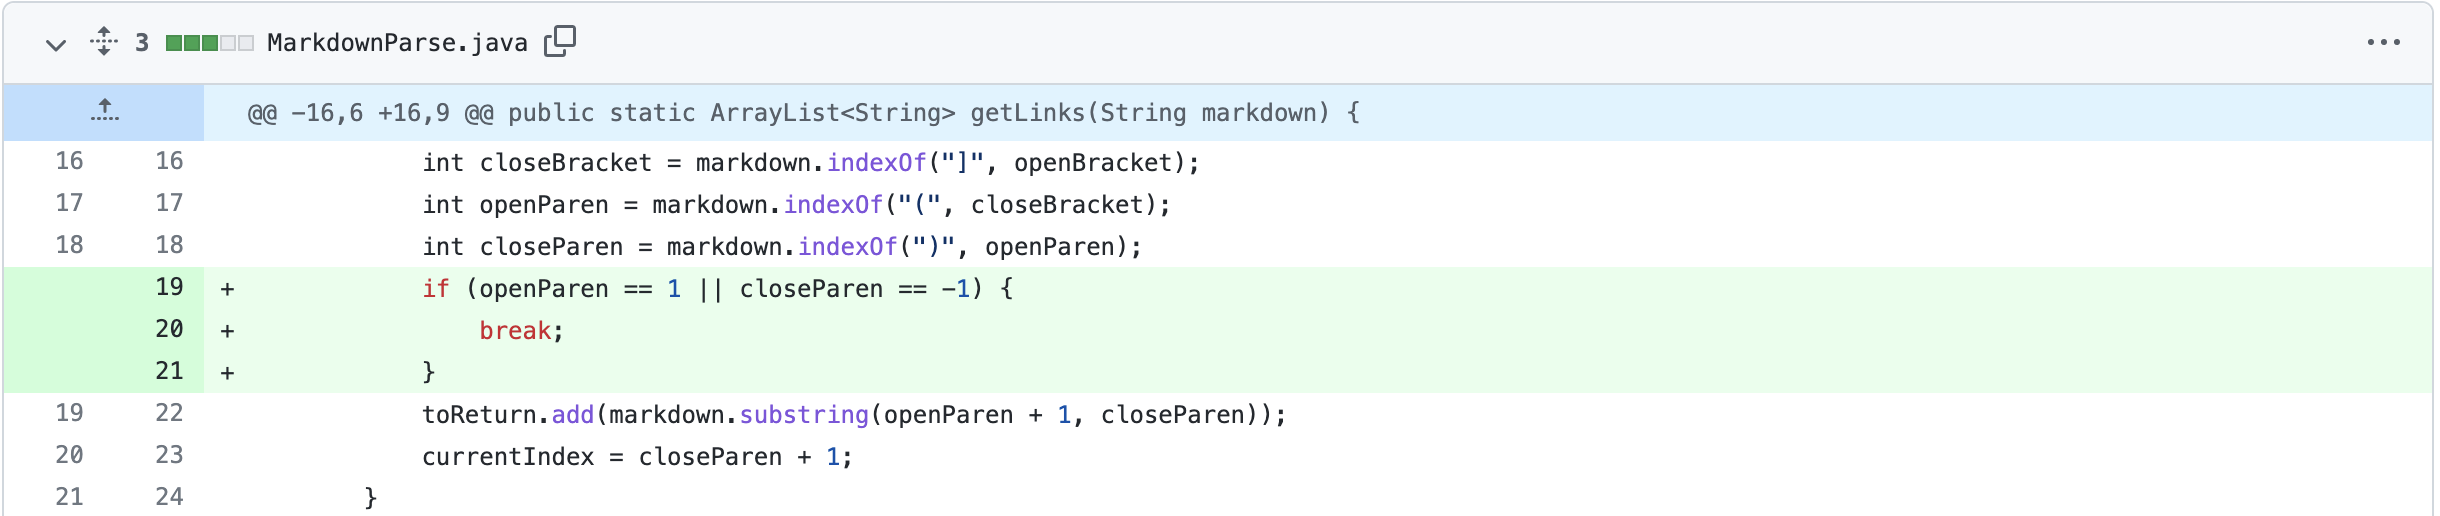 3 MarkdownParse.java
@@ -16,6 +16,9 @@ public static ArrayList<String> getLinks(String markdown) {
16 16 int closeBracket = markdown.indexOf("]", openBracket);
17 17 int openParen = markdown.indexOf("(", closeBracket);
18 18 int closeParen = markdown.indexOf(")", openParen);
19 + if (openParen == 1 || closeParen == -1) {
20 + break;
21 + }
19 22 toReturn.add(markdown.substring(openParen + 1, closeParen));
20 23 currentIndex = closeParen + 1;
21 24 }